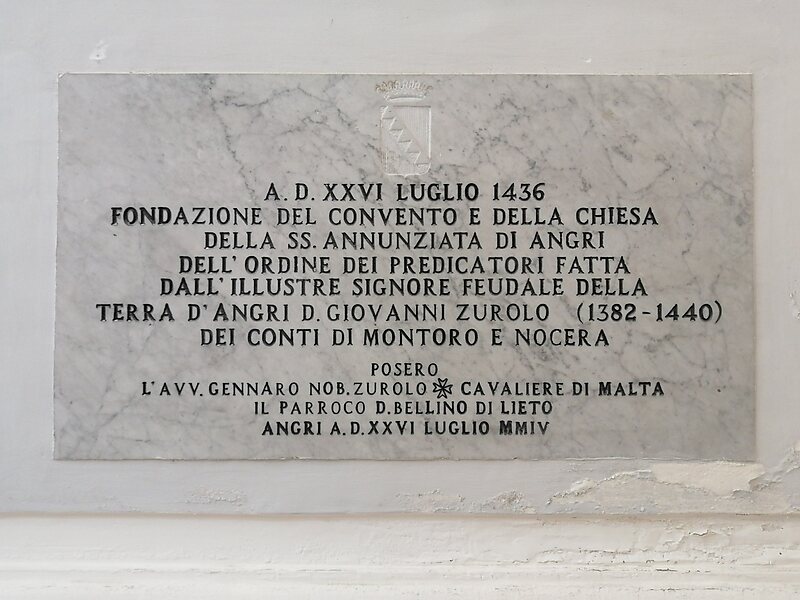 A. D. XXVI LUGLIO 1436
FONDAZIONE DEL CONVENTO E DELLA CHIESA
DELLA SS. ANNUNZIATA DI ANGRI
DELL' ORDINE DEI PREDICATORI FATTA
DALL' ILLUSTRE SIGNORE FEUDALE DELLA
TERRA D'ANGRI D. GIOVANNI ZUROLO (1382-1440)
DEI CONTI DI MONTORO E NOCERA
POSERO
L'AVV. GENNARO NOB. ZUROLO ✠ CAVALIERE DI MALTA
IL PARROCO D. BELLINO DI LIETO
ANGRI A. D. XXVI LUGLIO MMIV